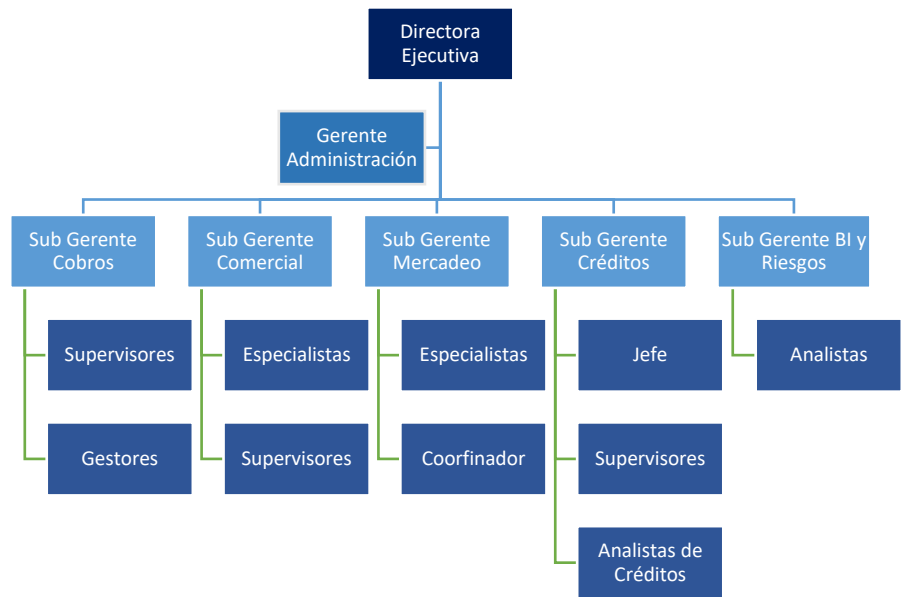 Directora
Ejecutiva
Gerente
Administración
Sub Gerente
Cobros
Sub Gerente
Comercial
Sub Gerente
Mercadeo
Sub Gerente
Créditos
Sub Gerente BI y
Riesgos
Supervisores
Especialistas
Especialistas
Jefe
Analistas
Gestores
Supervisores
Coorfinador
Supervisores
Analistas de
Créditos